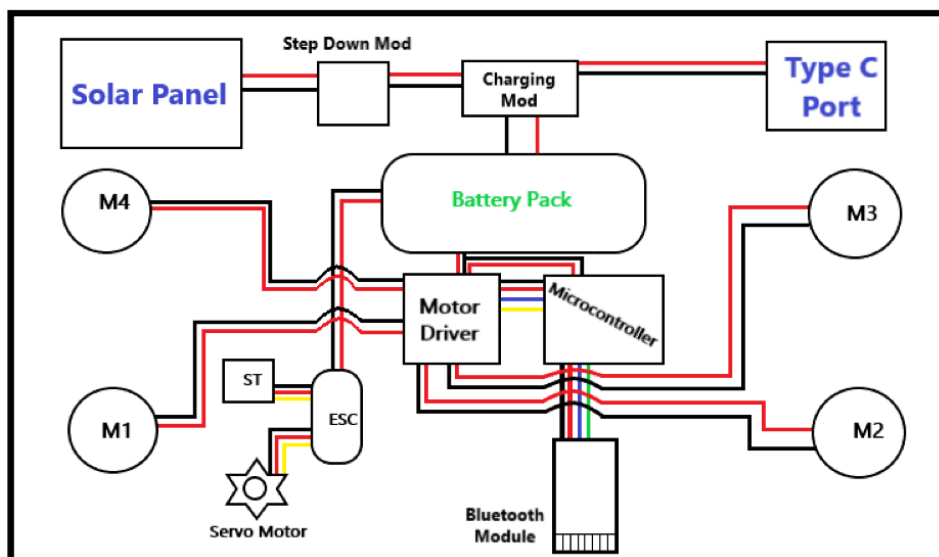 Step Down Mod
Solar Panel
Charging
Mod
Type C
Port
M4
Battery Pack
M3
Motor
Driver
Microcontroller
ST
ESC
M1
M2
Servo Motor
Bluetooth
Module